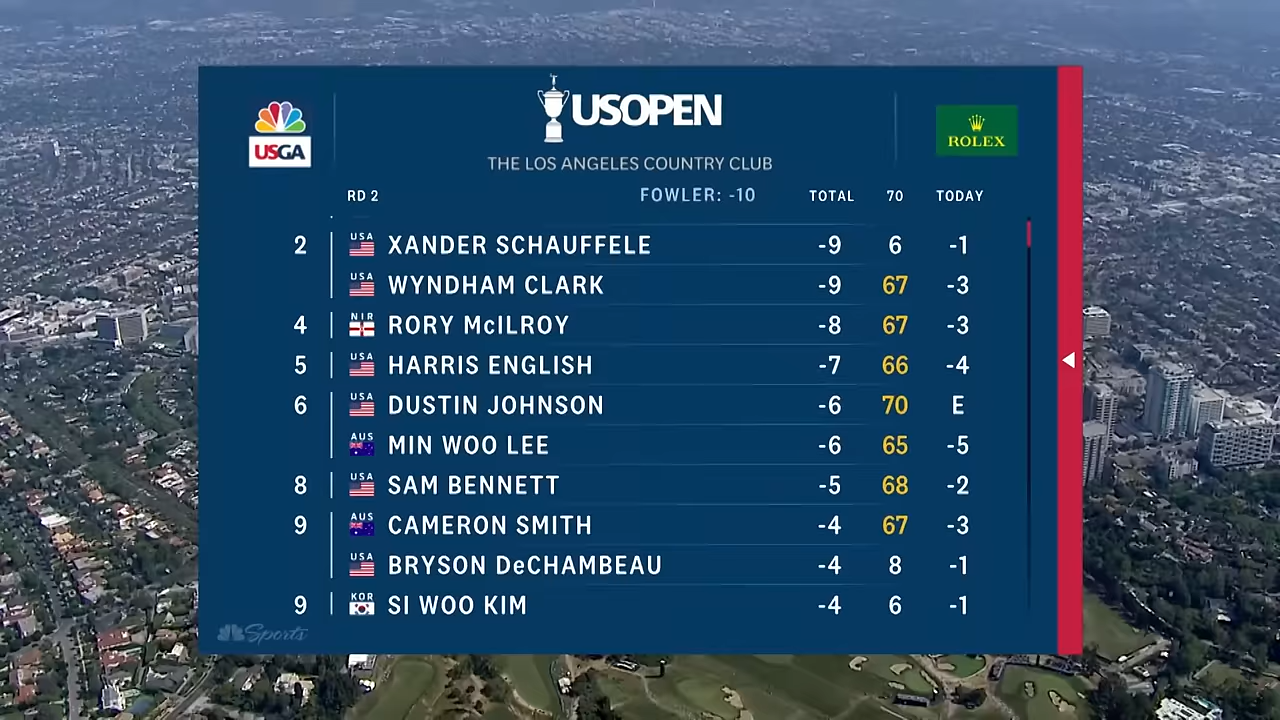 USGA
USOPEN
THE LOS ANGELES COUNTRY CLUB
ROLEX
RD 2 FOWLER: -10 TOTAL 70 TODAY
2 USA XANDER SCHAUFFELE -9 6 -1
USA WYNDHAM CLARK -9 67 -3
4 NIR RORY McILROY -8 67 -3
5 USA HARRIS ENGLISH -7 66 -4
6 USA DUSTIN JOHNSON -6 70 E
AUS MIN WOO LEE -6 65 -5
8 USA SAM BENNETT -5 68 -2
9 AUS CAMERON SMITH -4 67 -3
USA BRYSON DeCHAMBEAU -4 8 -1
9 KOR SI WOO KIM -4 6 -1
Sports